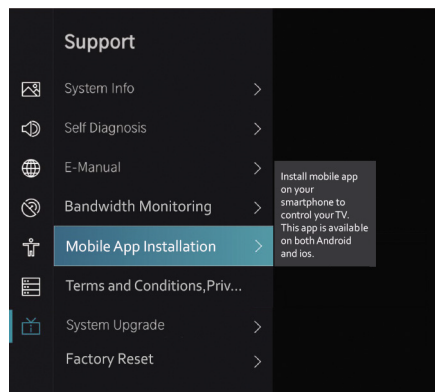 Support
System Info
Self Diagnosis
E-Manual
Bandwidth Monitoring
Mobile App Installation
Install mobile app
on your
smartphone to
control your TV.
This app is available
on both Android
and ios.
Terms and Conditions,Priv...
System Upgrade
Factory Reset